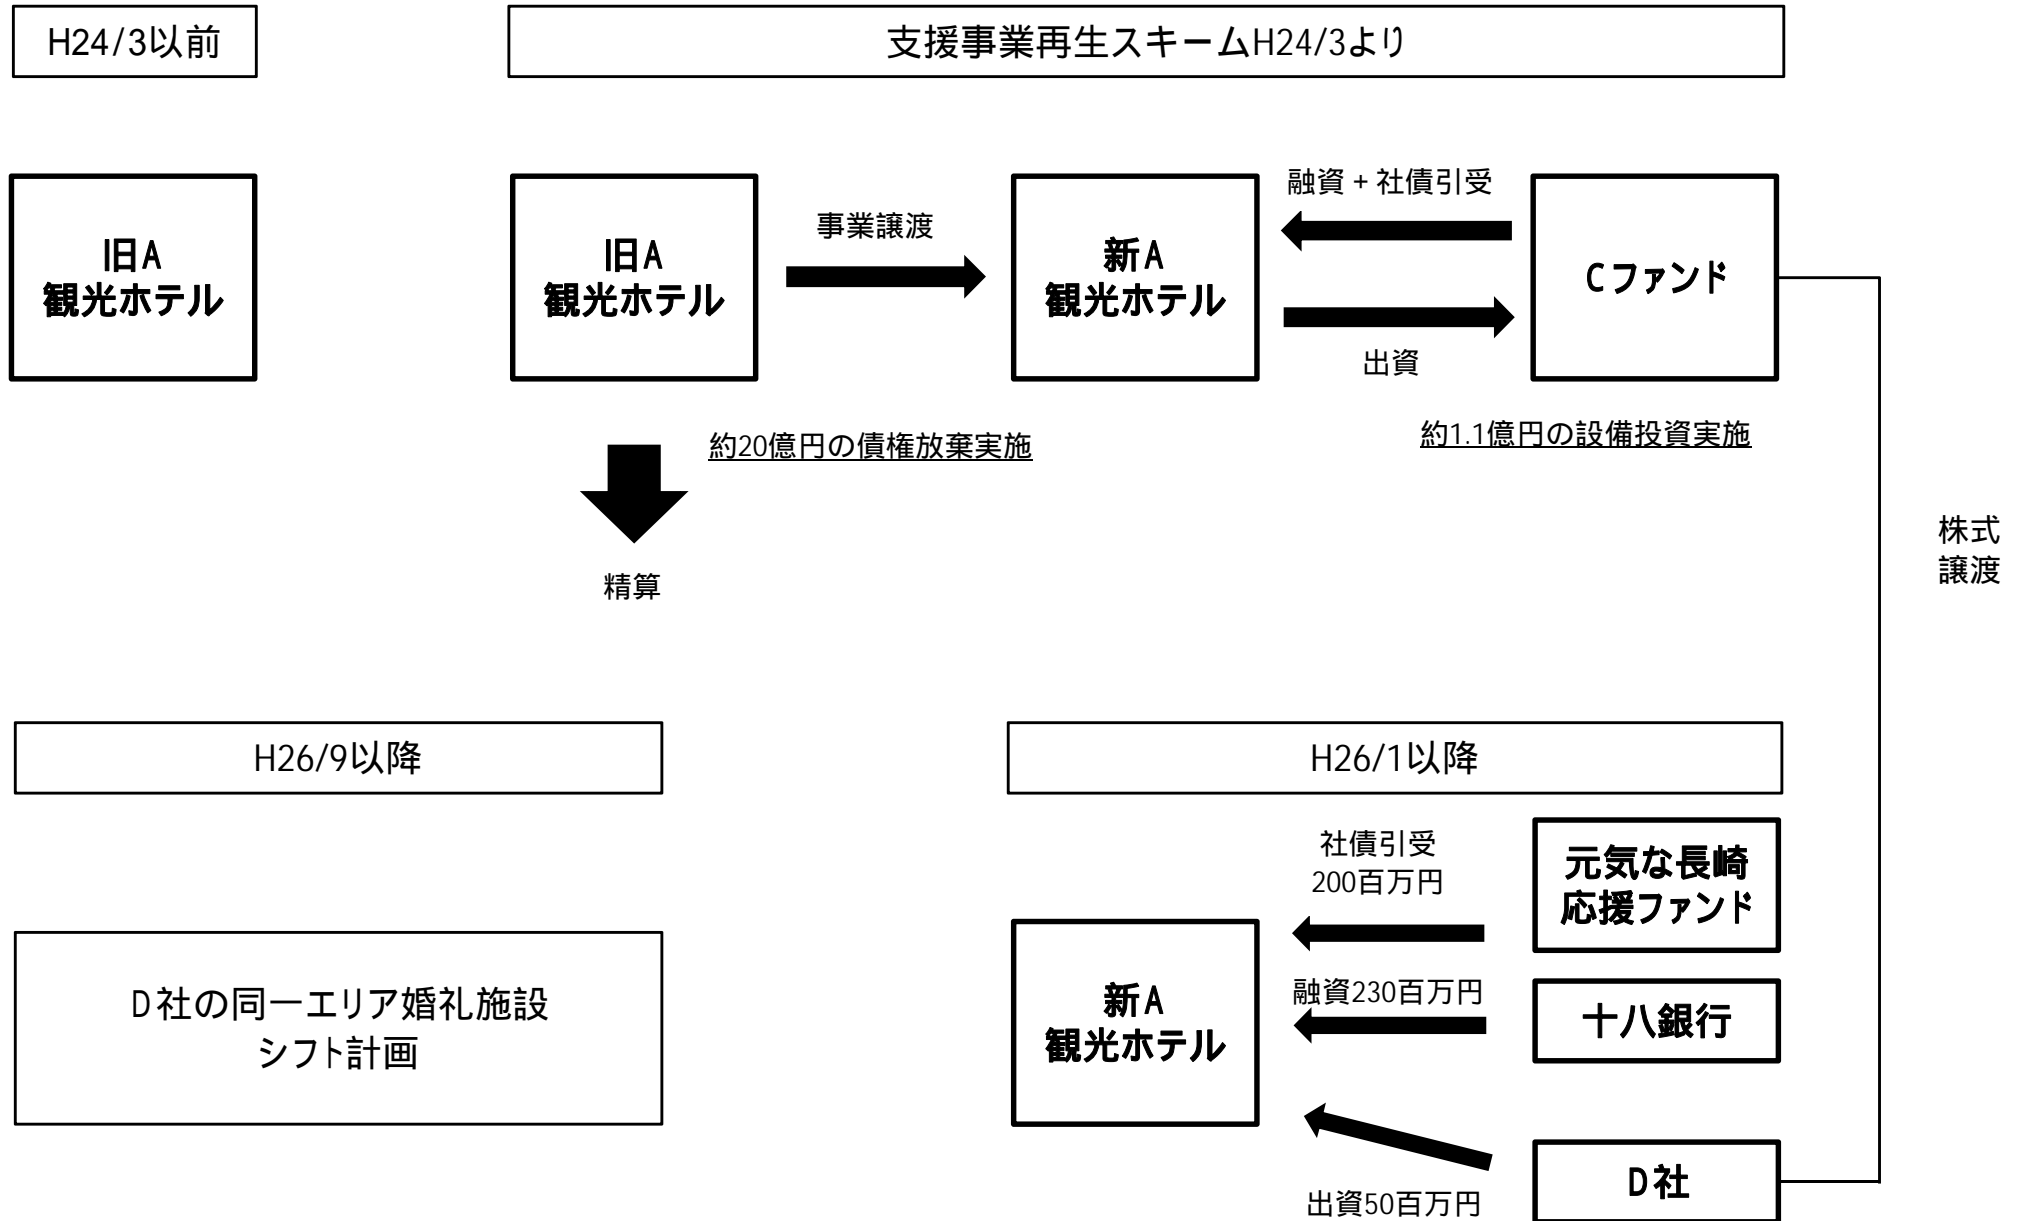 H24/3以前
支援事業再生スキームH24/3より
旧A
観光ホテル
旧A
観光ホテル
事業譲渡
新A
観光ホテル
融資+社債引受
出資
Cファンド
約20億円の債権放棄実施
約1.1億円の設備投資実施
精算
株式
譲渡
H26/9以降
H26/1以降
D社の同一エリア婚礼施設
シフト計画
新A
観光ホテル
社債引受
200百万円
元気な長崎
応援ファンド
融資230百万円
十八銀行
出資50百万円
D社